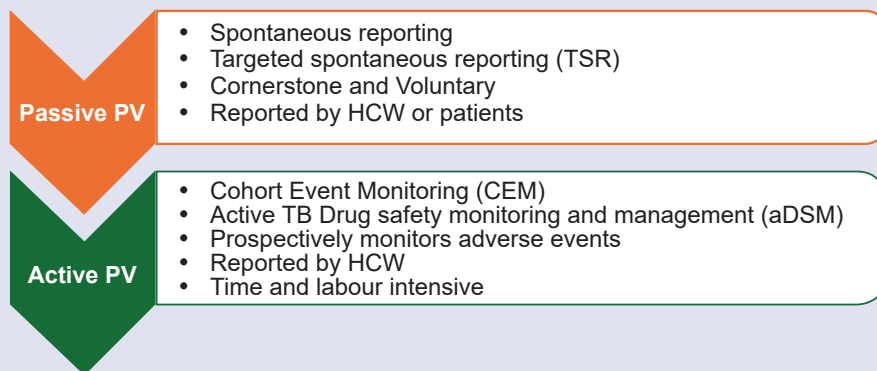 Passive PV
• Spontaneous reporting
• Targeted spontaneous reporting (TSR)
• Cornerstone and Voluntary
• Reported by HCW or patients
Active PV
• Cohort Event Monitoring (CEM)
• Active TB Drug safety monitoring and management (aDSM)
• Prospectively monitors adverse events
• Reported by HCW
• Time and labour intensive